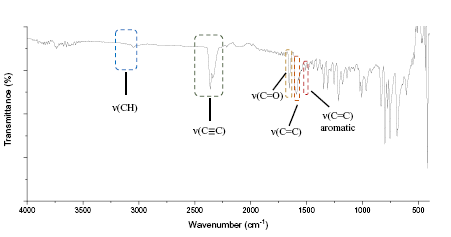 Transmittance (%)
ν(CH)
ν(C≡C)
ν(C=O)
ν(C=C)
ν(C=C)
aromatic
4000 3500 3000 2500 2000 1500 1000 500
Wavenumber (cm⁻¹)